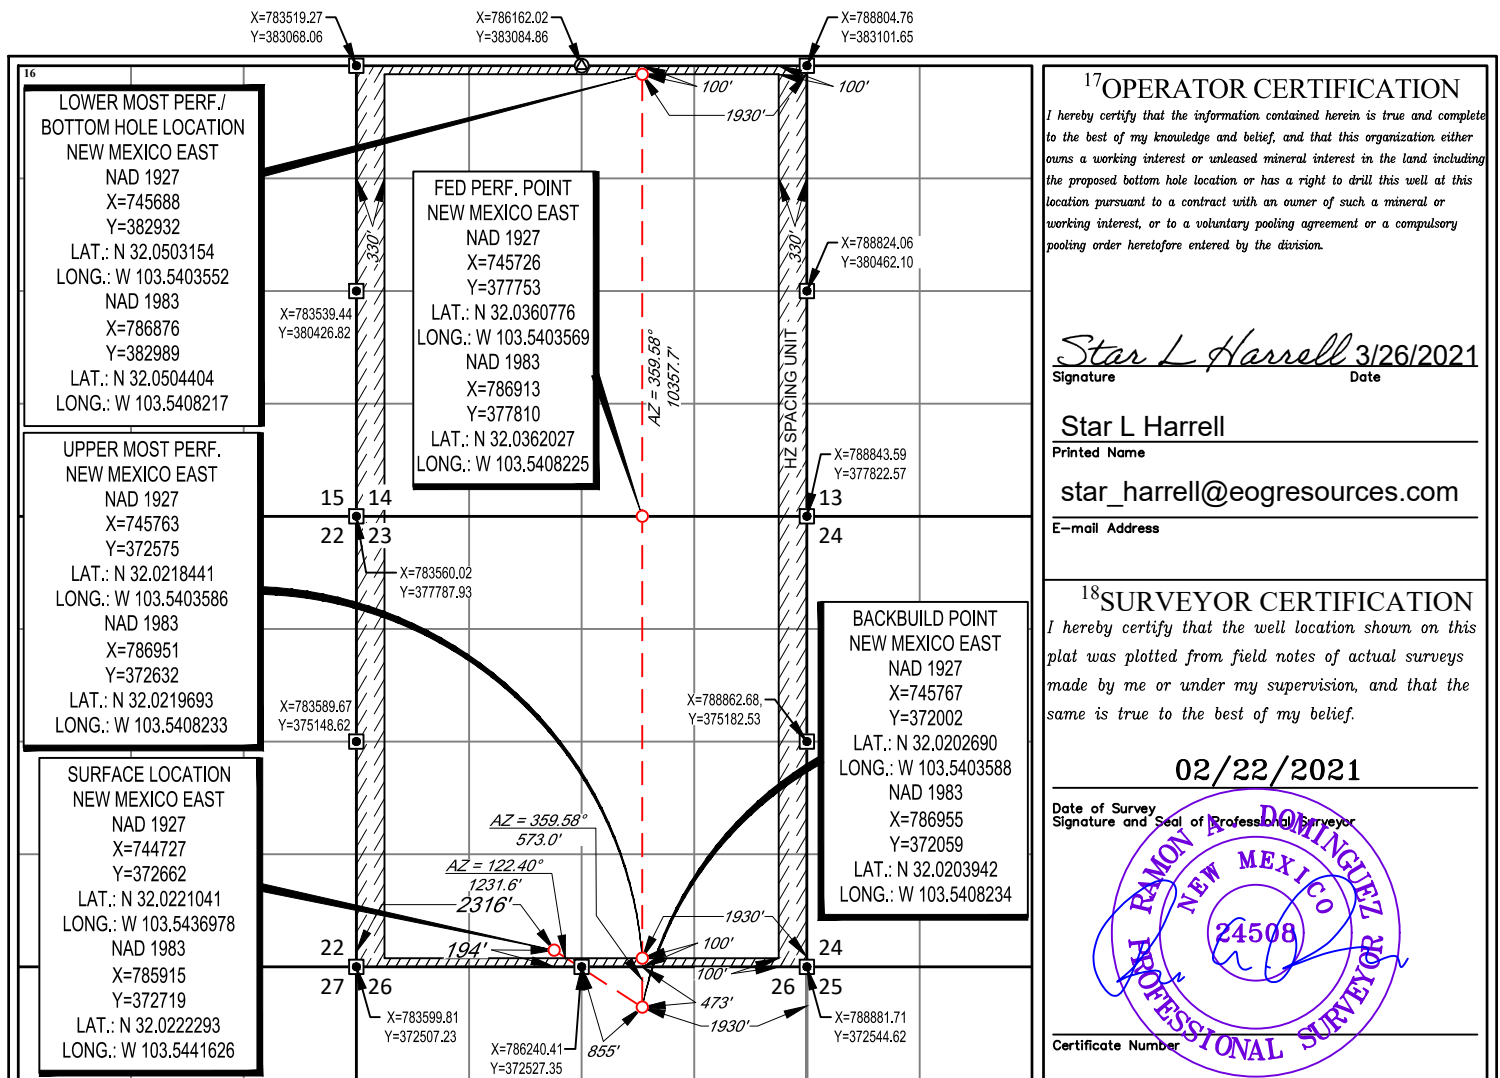 X=783519.27
Y=383068.06
X=786162.02
Y=383084.86
X=788804.76
Y=383101.65
16
LOWER MOST PERF./
BOTTOM HOLE LOCATION
NEW MEXICO EAST
NAD 1927
X=745688
Y=382932
LAT.: N 32.0503154
LONG.: W 103.5403552
NAD 1983
X=786876
Y=382989
LAT.: N 32.0504404
LONG.: W 103.5408217
UPPER MOST PERF.
NEW MEXICO EAST
NAD 1927
X=745763
Y=372575
LAT.: N 32.0218441
LONG.: W 103.5403586
NAD 1983
X=786951
Y=372632
LAT.: N 32.0219693
LONG.: W 103.5408233
SURFACE LOCATION
NEW MEXICO EAST
NAD 1927
X=744727
Y=372662
LAT.: N 32.0221041
LONG.: W 103.5436978
NAD 1983
X=785915
Y=372719
LAT.: N 32.0222293
LONG.: W 103.5441626
100'
1930'
100'
330'
330'
FED PERF. POINT
NEW MEXICO EAST
NAD 1927
X=745726
Y=377753
LAT.: N 32.0360776
LONG.: W 103.5403569
NAD 1983
X=786913
Y=377810
LAT.: N 32.0362027
LONG.: W 103.5408225
X=788824.06
Y=380462.10
X=783539.44
Y=380426.82
AZ = 359.58°
10357.7'
HZ SPACING UNIT
X=788843.59
Y=377822.57
15 14
13
22 23
24
X=783560.02
Y=377787.93
BACKBUILD POINT
NEW MEXICO EAST
NAD 1927
X=745767
Y=372002
LAT.: N 32.0202690
LONG.: W 103.5403588
NAD 1983
X=786955
Y=372059
LAT.: N 32.0203942
LONG.: W 103.5408234
X=783589.67
Y=375148.62
X=788862.68,
Y=375182.53
AZ = 359.58°
573.0'
AZ = 122.40°
1231.6'
2316'
194'
1930'
100'
100'
22
24
27 26
26 25
473'
1930'
855'
X=783599.81
Y=372507.23
X=786240.41
Y=372527.35
X=788881.71
Y=372544.62
17OPERATOR CERTIFICATION
I hereby certify that the information contained herein is true and complete
to the best of my knowledge and belief, and that this organization either
owns a working interest or unleased mineral interest in the land including
the proposed bottom hole location or has a right to drill this well at this
location pursuant to a contract with an owner of such a mineral or
working interest, or to a voluntary pooling agreement or a compulsory
pooling order heretofore entered by the division.
Star L Harrell 3/26/2021
Signature Date
Star L Harrell
Printed Name
star_harrell@eogresources.com
E-mail Address
18SURVEYOR CERTIFICATION
I hereby certify that the well location shown on this
plat was plotted from field notes of actual surveys
made by me or under my supervision, and that the
same is true to the best of my belief.
02/22/2021
Date of Survey
Signature and Seal of Professional Surveyor
RAMON A. DOMINGUEZ
NEW MEXICO
24508
PROFESSIONAL SURVEYOR
Certificate Number